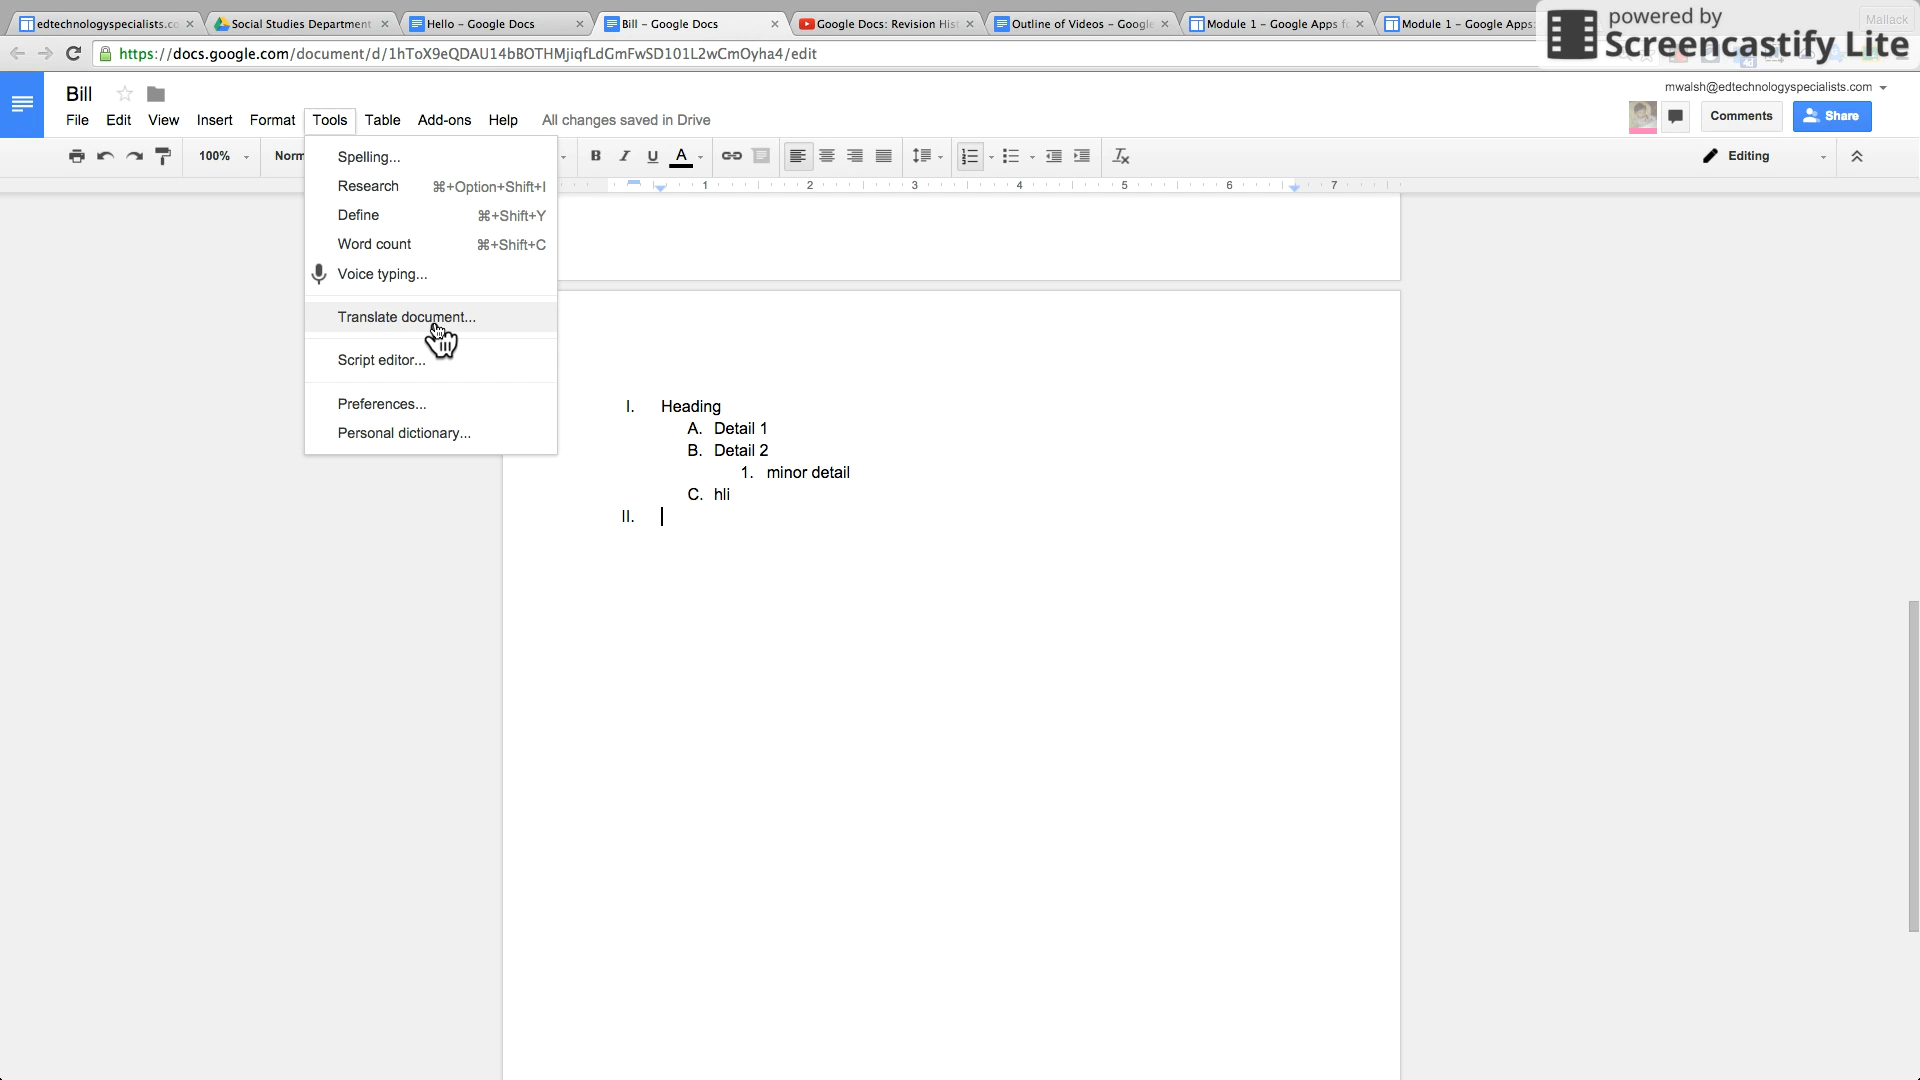 edtechnologyspecialists.co
Social Studies Department
Hello – Google Docs
Bill – Google Docs
Google Docs: Revision Hist
Outline of Videos – Google
Module 1 – Google Apps fo
Module 1 – Google Apps:
Mallack
powered by
Screencastify Lite
https://docs.google.com/document/d/1hToX9eQDAU14bBOTHMjiqfLdGmFwSD101L2wCmOyha4/edit
Bill
mwalsh@edtechnologyspecialists.com
File Edit View Insert Format Tools Table Add-ons Help All changes saved in Drive
Comments
Share
100%
Norm
B I U A
Editing
1 2 3 4 5 6 7
Spelling...
Research ⌘+Option+Shift+I
Define ⌘+Shift+Y
Word count ⌘+Shift+C
Voice typing...
Translate document...
Script editor...
Preferences...
Personal dictionary...
I. Heading
A. Detail 1
B. Detail 2
1. minor detail
C. hli
II.